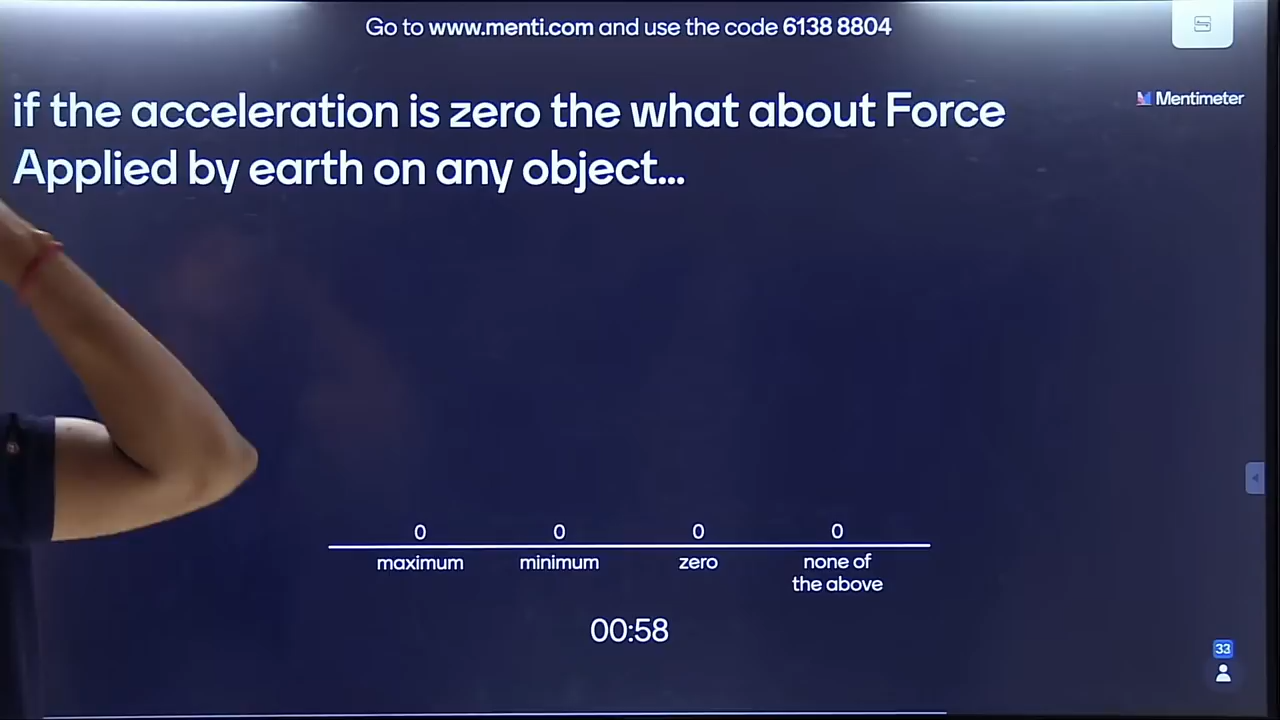 Go to www.menti.com and use the code 6138 8804
if the acceleration is zero the what about Force
Applied by earth on any object...
Mentimeter
0 0 0 0
maximum minimum zero none of
the above
00:58
33